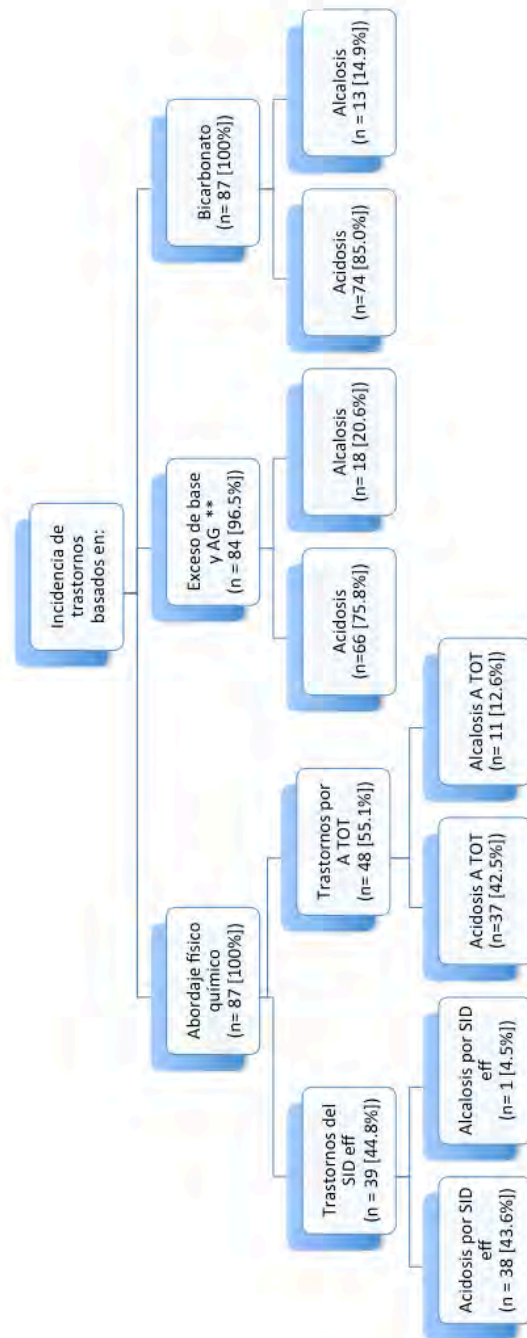 Incidencia de
trastornos
basados en:
Abordaje físico
químico
(n= 87 [100%])
Exceso de base
y AG **
(n = 84 [96.5%])
Bicarbonato
(n= 87 [100%])
Trastornos del
SID eff
(n = 39 [44.8%])
Trastornos por
A TOT
(n= 48 [55.1%])
Acidosis
(n=66 [75.8%])
Alcalosis
(n= 18 [20.6%])
Acidosis
(n=74 [85.0%])
Alcalosis
(n = 13 [14.9%])
Acidosis por SID
eff
(n = 38 [43.6%])
Alcalosis por SID
eff
(n= 1 [4.5%])
Acidosis A TOT
(n=37 [42.5%])
Alcalosis A TOT
(n= 11 [12.6%])